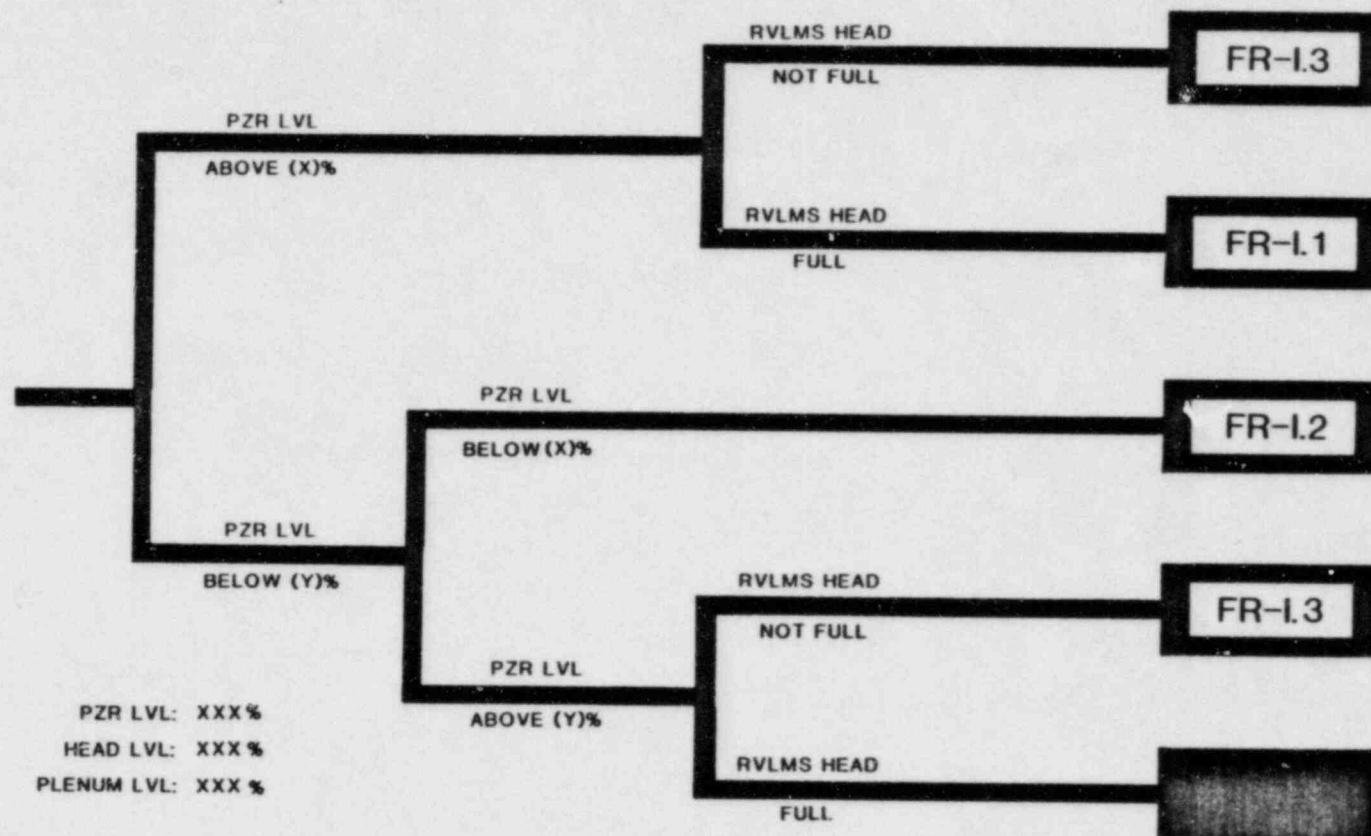 RVLMS HEAD
NOT FULL
FR-I.3
PZR LVL
ABOVE (X)%
RVLMS HEAD
FULL
FR-I.1
PZR LVL
BELOW (X)%
FR-I.2
PZR LVL
BELOW (Y)%
RVLMS HEAD
NOT FULL
FR-I.3
PZR LVL
ABOVE (Y)%
RVLMS HEAD
FULL
PZR LVL: XXX%
HEAD LVL: XXX%
PLENUM LVL: XXX%